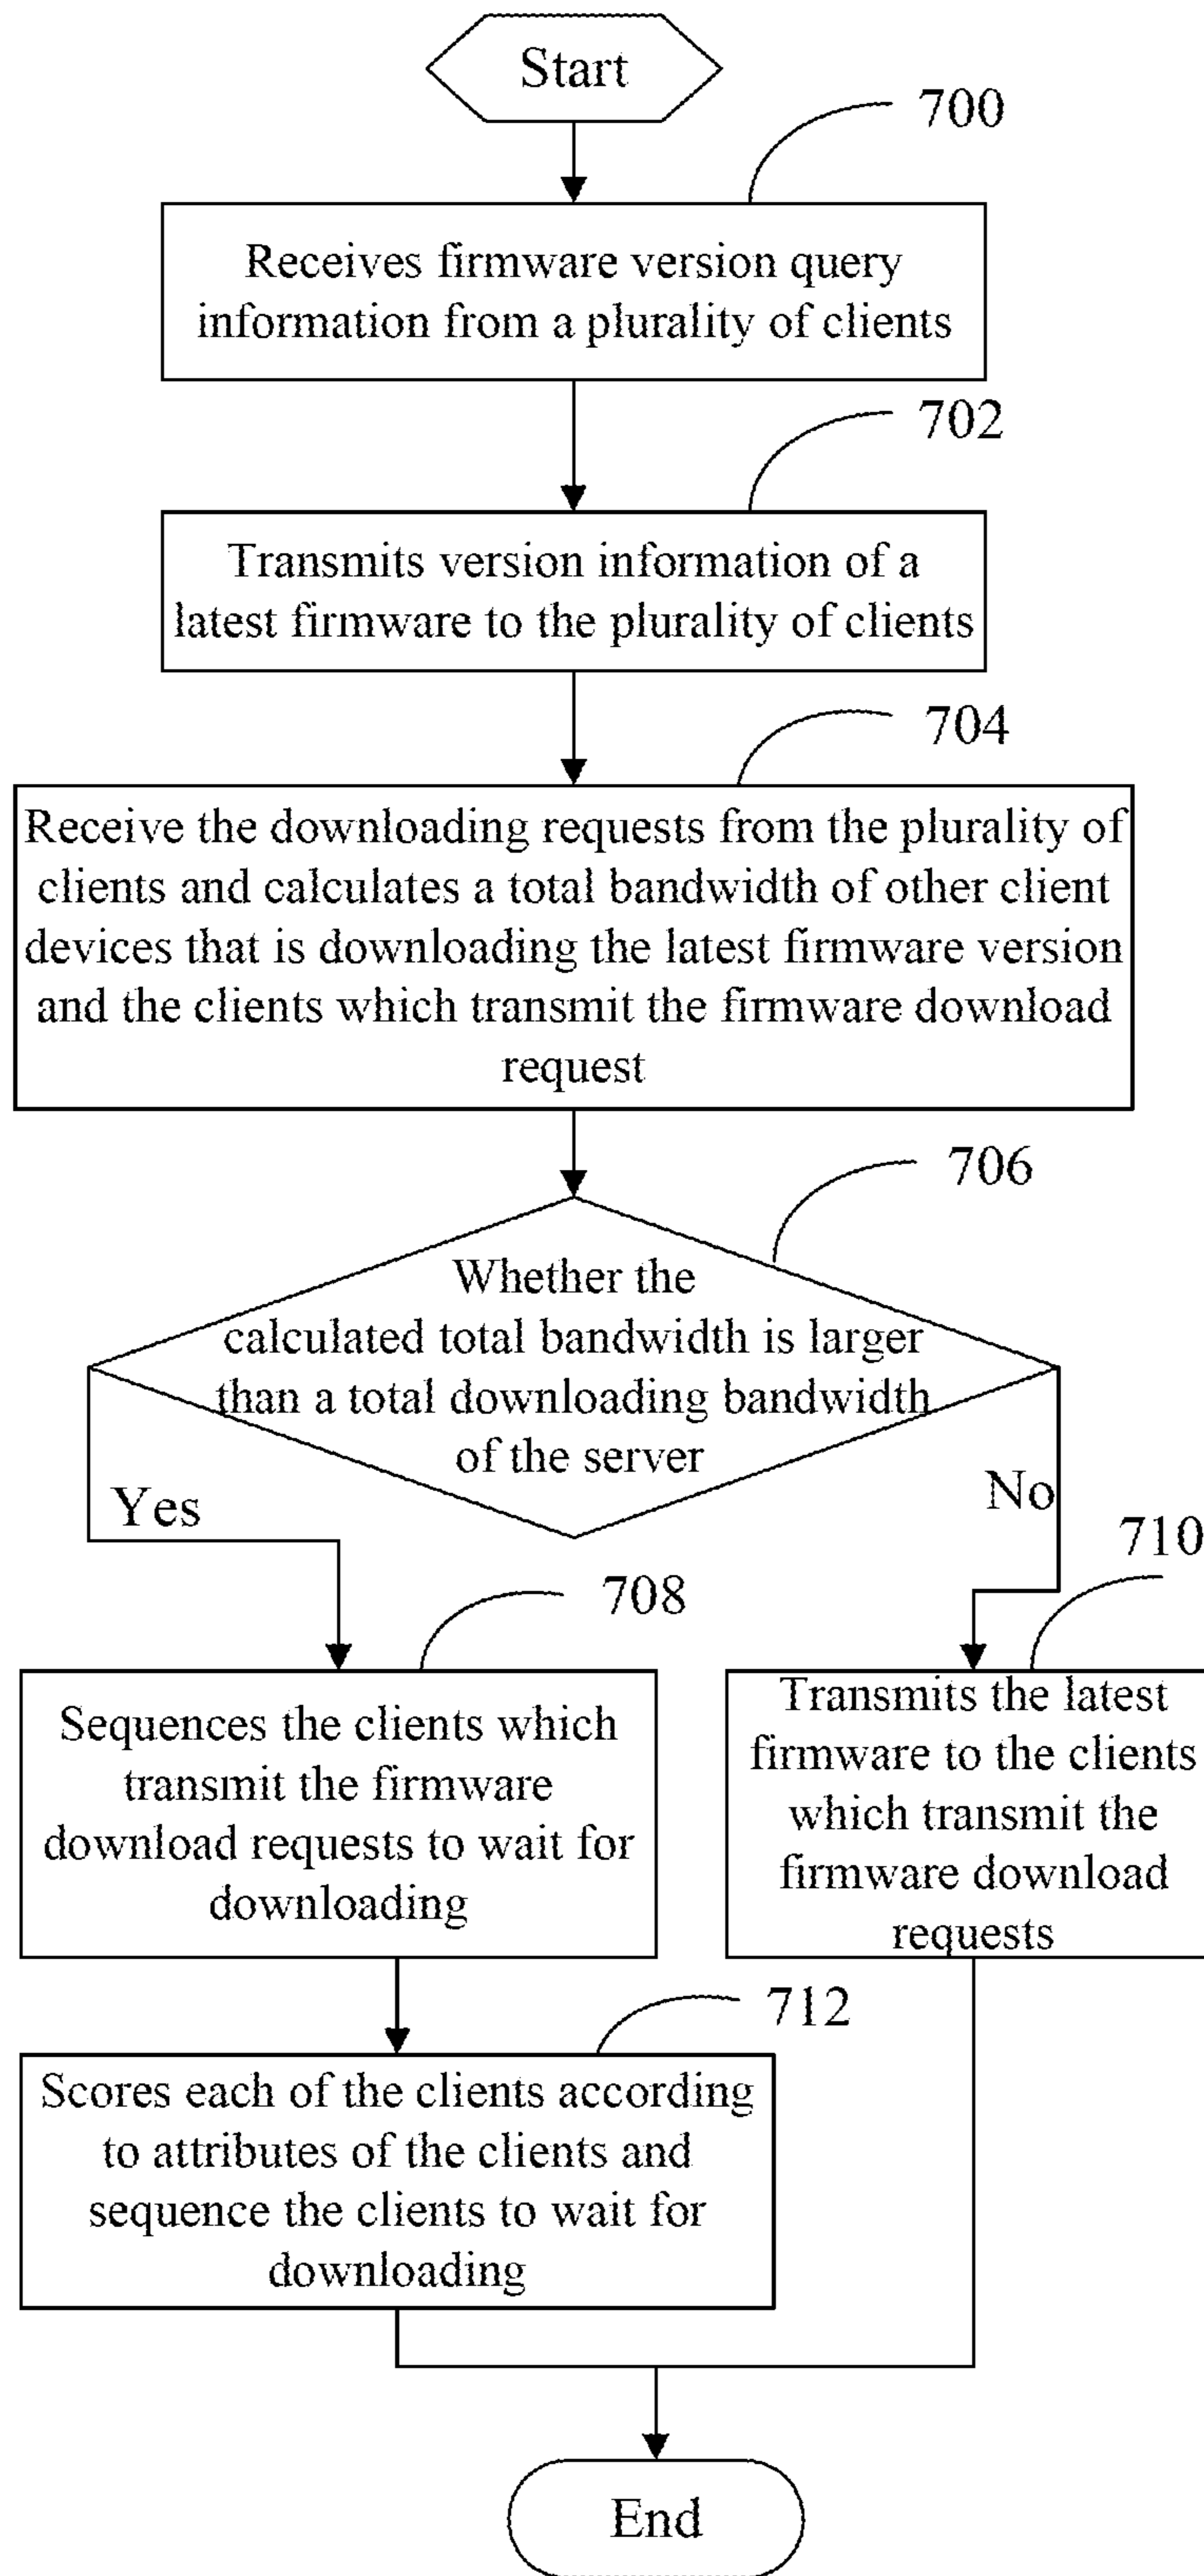 Start
700
Receives firmware version query
information from a plurality of clients
702
Transmits version information of a
latest firmware to the plurality of clients
704
Receive the downloading requests from the plurality of
clients and calculates a total bandwidth of other client
devices that is downloading the latest firmware version
and the clients which transmit the firmware download
request
706
Whether the
calculated total bandwidth is larger
than a total downloading bandwidth
of the server
Yes
No
708
Sequences the clients which
transmit the firmware
download requests to wait for
downloading
710
Transmits the latest
firmware to the clients
which transmit the
firmware download
requests
712
Scores each of the clients according
to attributes of the clients and
sequence the clients to wait for
downloading
End